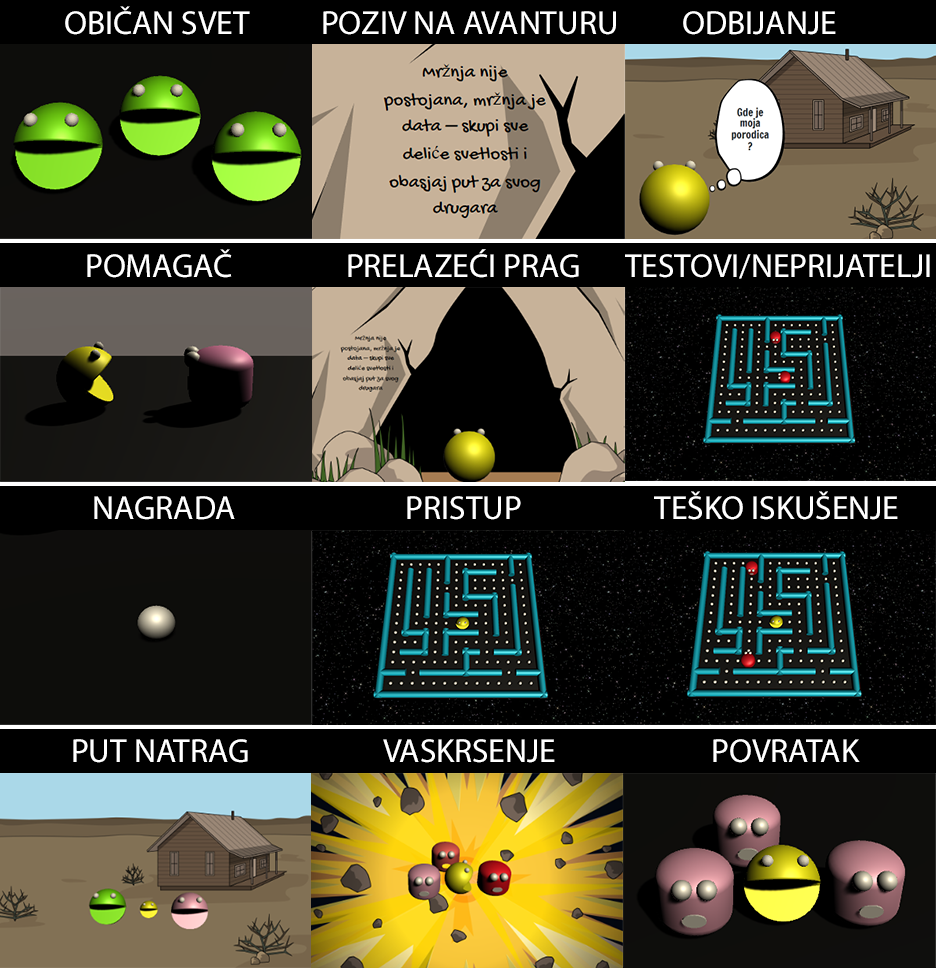 OBIČAN SVET
POZIV NA AVANTURU
ODBIJANJE
Mržnja nije
postojana, mržnja je
data – skupi sve
deliće svetlosti i
obasjaj put za svog
drugara
Gde je
moja
porodica
?
POMAGAČ
PRELAZEĆI PRAG
TESTOVI/NEPRIJATELJI
Mržnja nije
postojana, mržnja je
data – skupi sve
deliće svetlosti i
obasjaj put za svog
drugara
NAGRADA
PRISTUP
TEŠKO ISKUŠENJE
PUT NATRAG
VASKRSENJE
POVRATAK